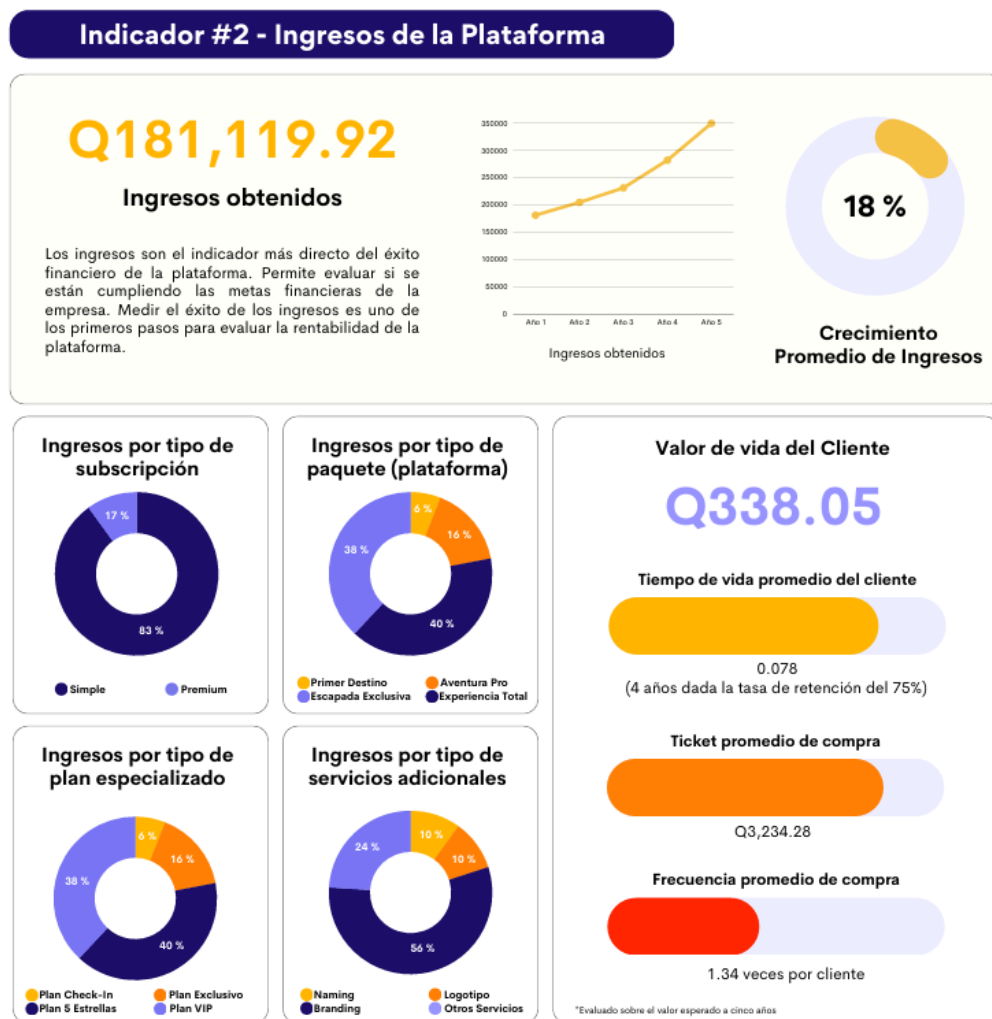 Indicador #2 - Ingresos de la Plataforma
Q181,119.92
Ingresos obtenidos
Los ingresos son el indicador más directo del éxito
financiero de la plataforma. Permite evaluar si se
están cumpliendo las metas financieras de la
empresa. Medir el éxito de los ingresos es uno de
los primeros pasos para evaluar la rentabilidad de la
plataforma.
350000
300000
250000
200000
150000
100000
50000
0
Año 1 Año 2 Año 3 Año 4 Año 5
Ingresos obtenidos
18 %
Crecimiento
Promedio de Ingresos
Ingresos por tipo de
subscripción
17 %
83 %
Simple Premium
Ingresos por tipo de
paquete (plataforma)
6 %
16 %
38 %
40 %
Primer Destino Aventura Pro
Escapada Exclusiva Experiencia Total
Valor de vida del Cliente
Q338.05
Tiempo de vida promedio del cliente
0.078
(4 años dada la tasa de retención del 75%)
Ticket promedio de compra
Q3,234.28
Frecuencia promedio de compra
1.34 veces por cliente
*Evaluado sobre el valor esperado a cinco años
Ingresos por tipo de
plan especializado
6 %
16 %
38 %
40 %
Plan Check-In Plan Exclusivo
Plan 5 Estrellas Plan VIP
Ingresos por tipo de
servicios adicionales
10 %
24 %
10 %
56 %
Naming Logotipo
Branding Otros Servicios